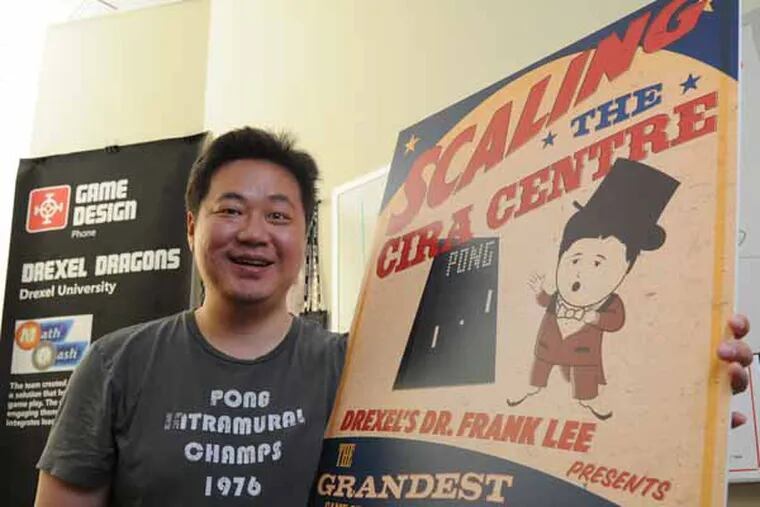 GAME
DESIGN
Phone
DREXEL DRAGONS
Drexel University
Math
The team created
a solution that
game play. The
engaging them
integrates
PONG
INTRAMURAL
CHAMPS
1976
SCALING
THE
CIRA CENTRE
PONG
DREXEL'S DR. FRANK LEE
PRESENTS
THE
GRANDEST